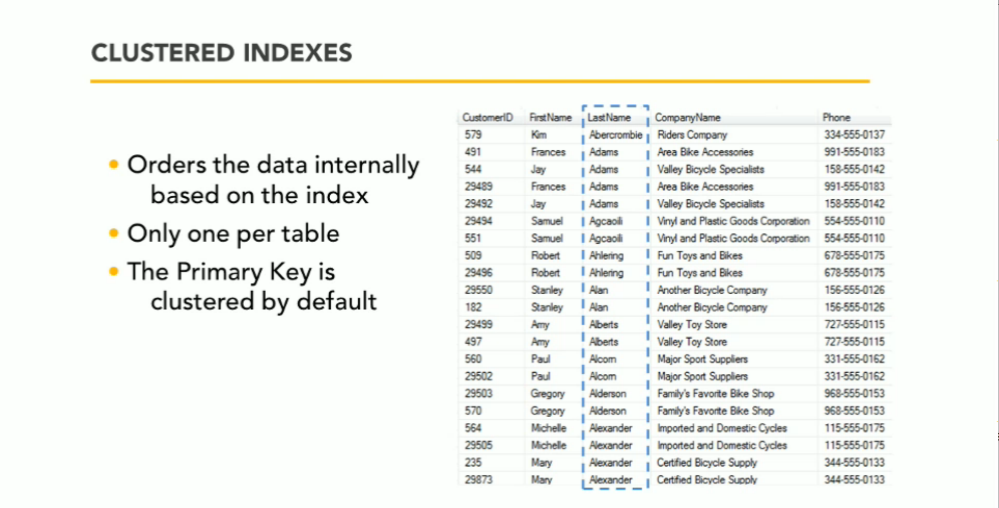 CLUSTERED INDEXES
Orders the data internally
based on the index
Only one per table
The Primary Key is
clustered by default
CustomerID FirstName LastName CompanyName Phone
579 Kim Abercrombie Riders Company 334-555-0137
491 Frances Adams Area Bike Accessories 991-555-0183
544 Jay Adams Valley Bicycle Specialists 158-555-0142
29489 Frances Adams Area Bike Accessories 991-555-0183
29492 Jay Adams Valley Bicycle Specialists 158-555-0142
29494 Samuel Agcaoili Vinyl and Plastic Goods Corporation 554-555-0110
551 Samuel Agcaoili Vinyl and Plastic Goods Corporation 554-555-0110
509 Robert Ahlering Fun Toys and Bikes 678-555-0175
29496 Robert Ahlering Fun Toys and Bikes 678-555-0175
29550 Stanley Alan Another Bicycle Company 156-555-0126
182 Stanley Alan Another Bicycle Company 156-555-0126
29499 Amy Alberts Valley Toy Store 727-555-0115
497 Amy Alberts Valley Toy Store 727-555-0115
560 Paul Alcorn Major Sport Suppliers 331-555-0162
29502 Paul Alcorn Major Sport Suppliers 331-555-0162
29503 Gregory Alderson Family's Favorite Bike Shop 968-555-0153
570 Gregory Alderson Family's Favorite Bike Shop 968-555-0153
564 Michelle Alexander Imported and Domestic Cycles 115-555-0175
29505 Michelle Alexander Imported and Domestic Cycles 115-555-0175
235 Mary Alexander Certified Bicycle Supply 344-555-0133
29873 Mary Alexander Certified Bicycle Supply 344-555-0133